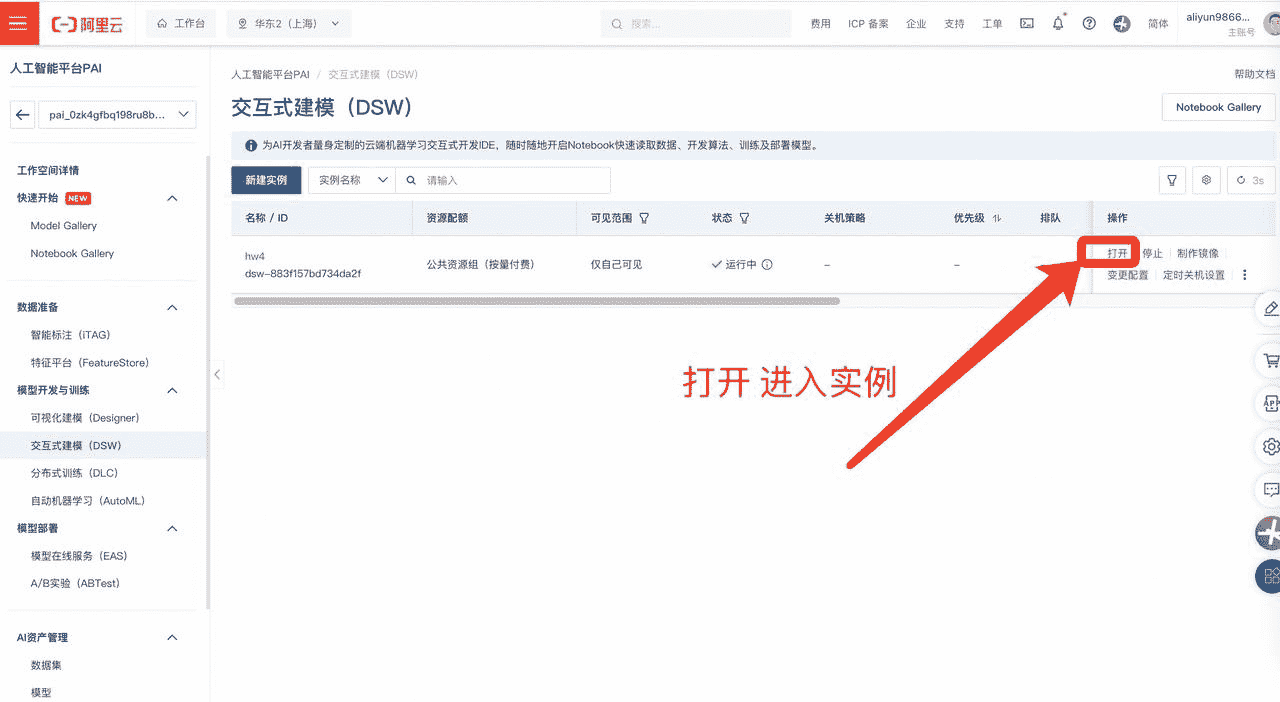 阿里云
工作台
华东2（上海）
搜索...
费用
ICP 备案
企业
支持
工单
简体
aliyun9866...
主账号
人工智能平台PAI
pai_0zk4gfbq198ru8b...
工作空间详情
快速开始 NEW
Model Gallery
Notebook Gallery
数据准备
智能标注（iTAG）
特征平台（FeatureStore）
模型开发与训练
可视化建模（Designer）
交互式建模（DSW）
分布式训练（DLC）
自动机器学习（AutoML）
模型部署
模型在线服务（EAS）
A/B实验（ABTest）
AI资产管理
数据集
模型
人工智能平台PAI / 交互式建模（DSW）
帮助文档
交互式建模（DSW）
Notebook Gallery
为AI开发者量身定制的云端机器学习交互式开发IDE，随时随地开启Notebook快速读取数据、开发算法、训练及部署模型。
新建实例
实例名称
请输入
3s
名称 / ID 资源配额 可见范围 状态 关机策略 优先级 排队 操作
hw4
dsw-883f157bd734da2f
公共资源组（按量付费）
仅自己可见
运行中
–
–
打开 停止 制作镜像
变更配置 定时关机设置
打开 进入实例
API